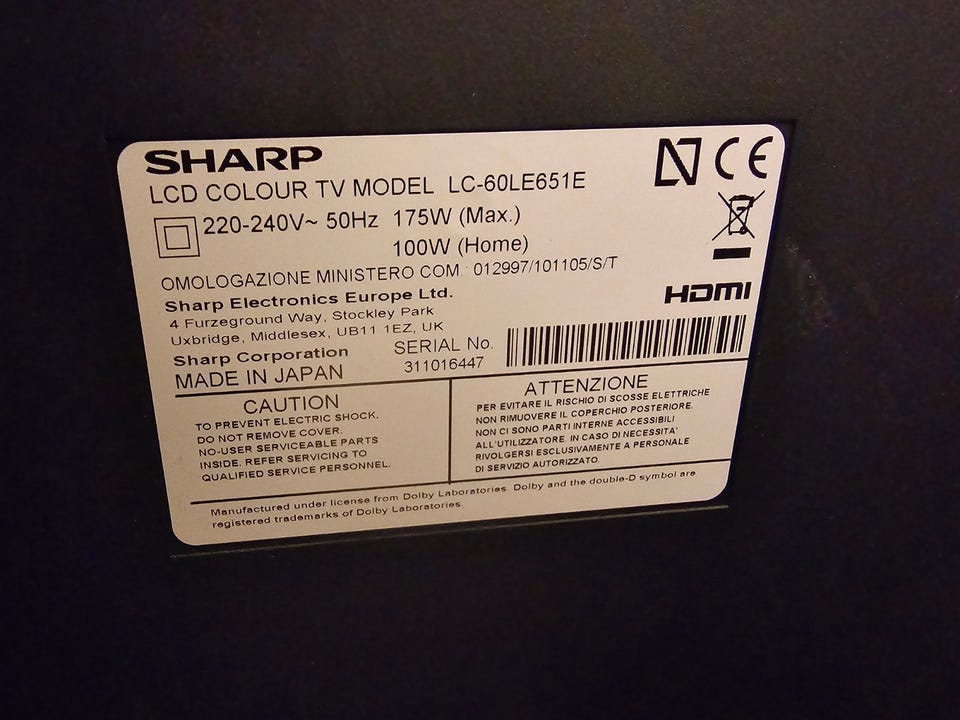 SHARP
LCD COLOUR TV MODEL LC-60LE651E
220-240V~ 50Hz 175W (Max.)
100W (Home)
OMOLOGAZIONE MINISTERO COM. 012997/101105/S/T
Sharp Electronics Europe Ltd.
4 Furzeground Way, Stockley Park
Uxbridge, Middlesex, UB11 1EZ, UK
Sharp Corporation
MADE IN JAPAN
SERIAL No.
311016447
CE
HDMI
CAUTION
TO PREVENT ELECTRIC SHOCK,
DO NOT REMOVE COVER.
NO-USER SERVICEABLE PARTS
INSIDE. REFER SERVICING TO
QUALIFIED SERVICE PERSONNEL.
ATTENZIONE
PER EVITARE IL RISCHIO DI SCOSSE ELETTRICHE
NON RIMUOVERE IL COPERCHIO POSTERIORE.
NON CI SONO PARTI INTERNE ACCESSIBILI
ALL'UTILIZZATORE. IN CASO DI NECESSITA'
RIVOLGERSI ESCLUSIVAMENTE A PERSONALE
DI SERVIZIO AUTORIZZATO.
Manufactured under license from Dolby Laboratories. Dolby and the double-D symbol are
registered trademarks of Dolby Laboratories.